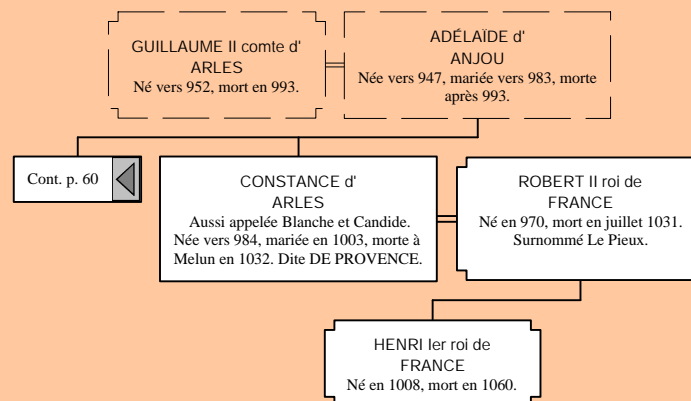 GUILLAUME II comte d'
ARLES
Né vers 952, mort en 993.
ADÉLAÏDE d'
ANJOU
Née vers 947, mariée vers 983, morte
après 993.
Cont. p. 60
CONSTANCE d'
ARLES
Aussi appelée Blanche et Candide.
Née vers 984, mariée en 1003, morte à
Melun en 1032. Dite DE PROVENCE.
ROBERT II roi de
FRANCE
Né en 970, mort en juillet 1031.
Surnommé Le Pieux.
HENRI Ier roi de
FRANCE
Né en 1008, mort en 1060.